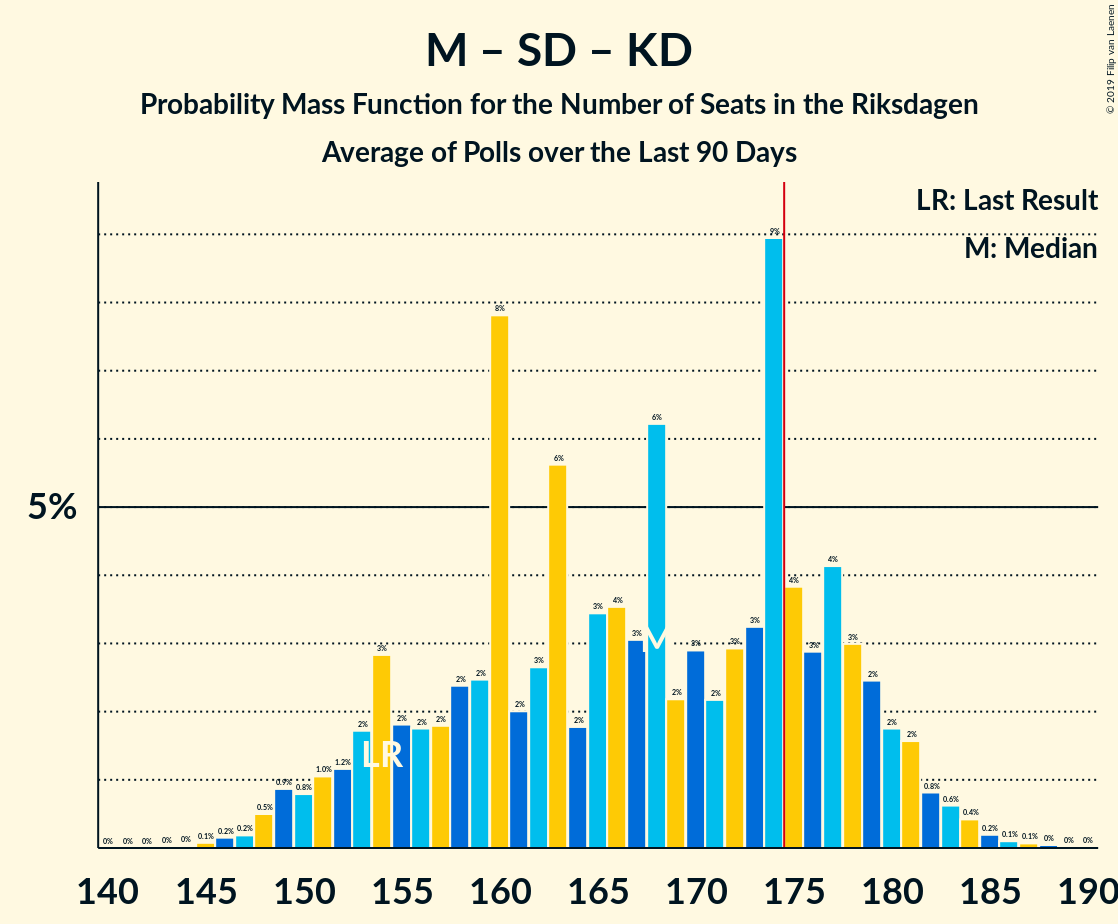 M – SD – KD
Probability Mass Function for the Number of Seats in the Riksdagen
Average of Polls over the Last 90 Days
© 2019 Filip van Laenen
LR: Last Result
M: Median
5%
0% 0% 0% 0% 0% 0.1% 0.2% 0.2% 0.5% 0.9% 0.8% 1.0% 1.2% 2% 3% 2% 2% 2% 2% 2% 8% 2% 3% 6% 2% 3% 4% 3% 6% 2% 3% 2% 3% 3% 9% 4% 3% 4% 3% 2% 2% 2% 0.8% 0.6% 0.4% 0.2% 0.1% 0.1% 0% 0% 0%
LR
M
140 145 150 155 160 165 170 175 180 185 190